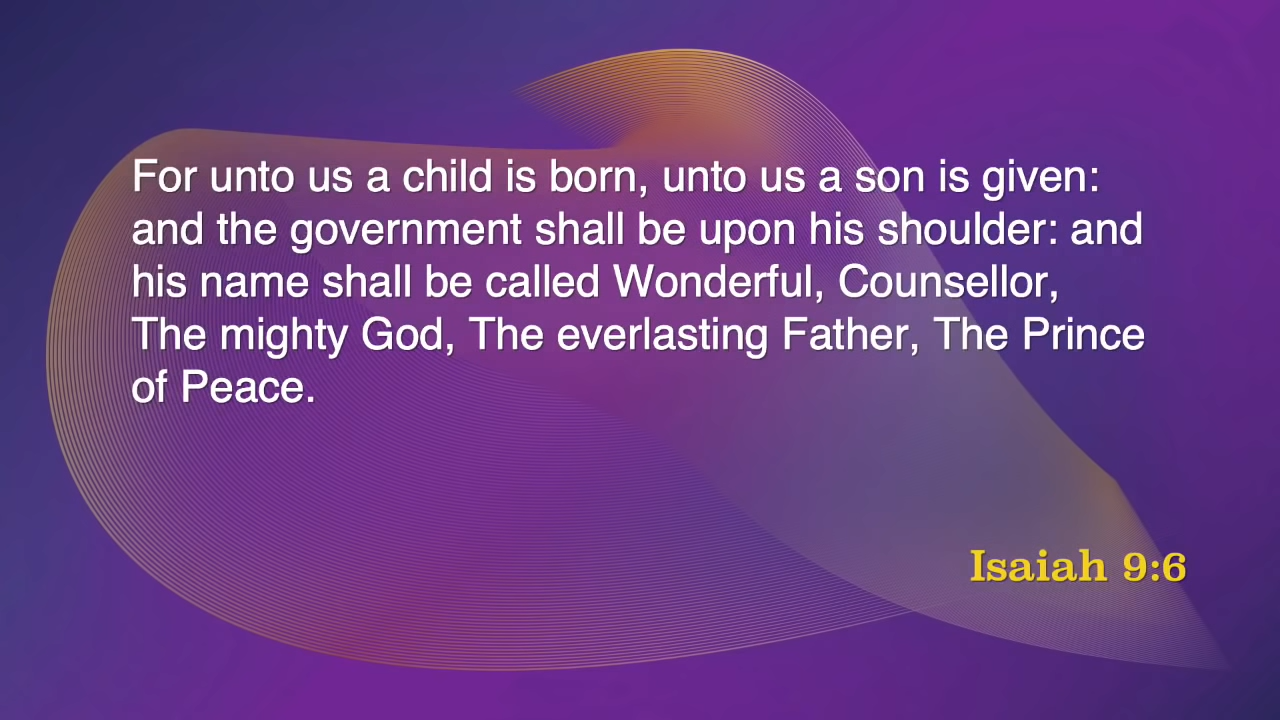 For unto us a child is born, unto us a son is given:
and the government shall be upon his shoulder: and
his name shall be called Wonderful, Counsellor,
The mighty God, The everlasting Father, The Prince
of Peace.
Isaiah 9:6